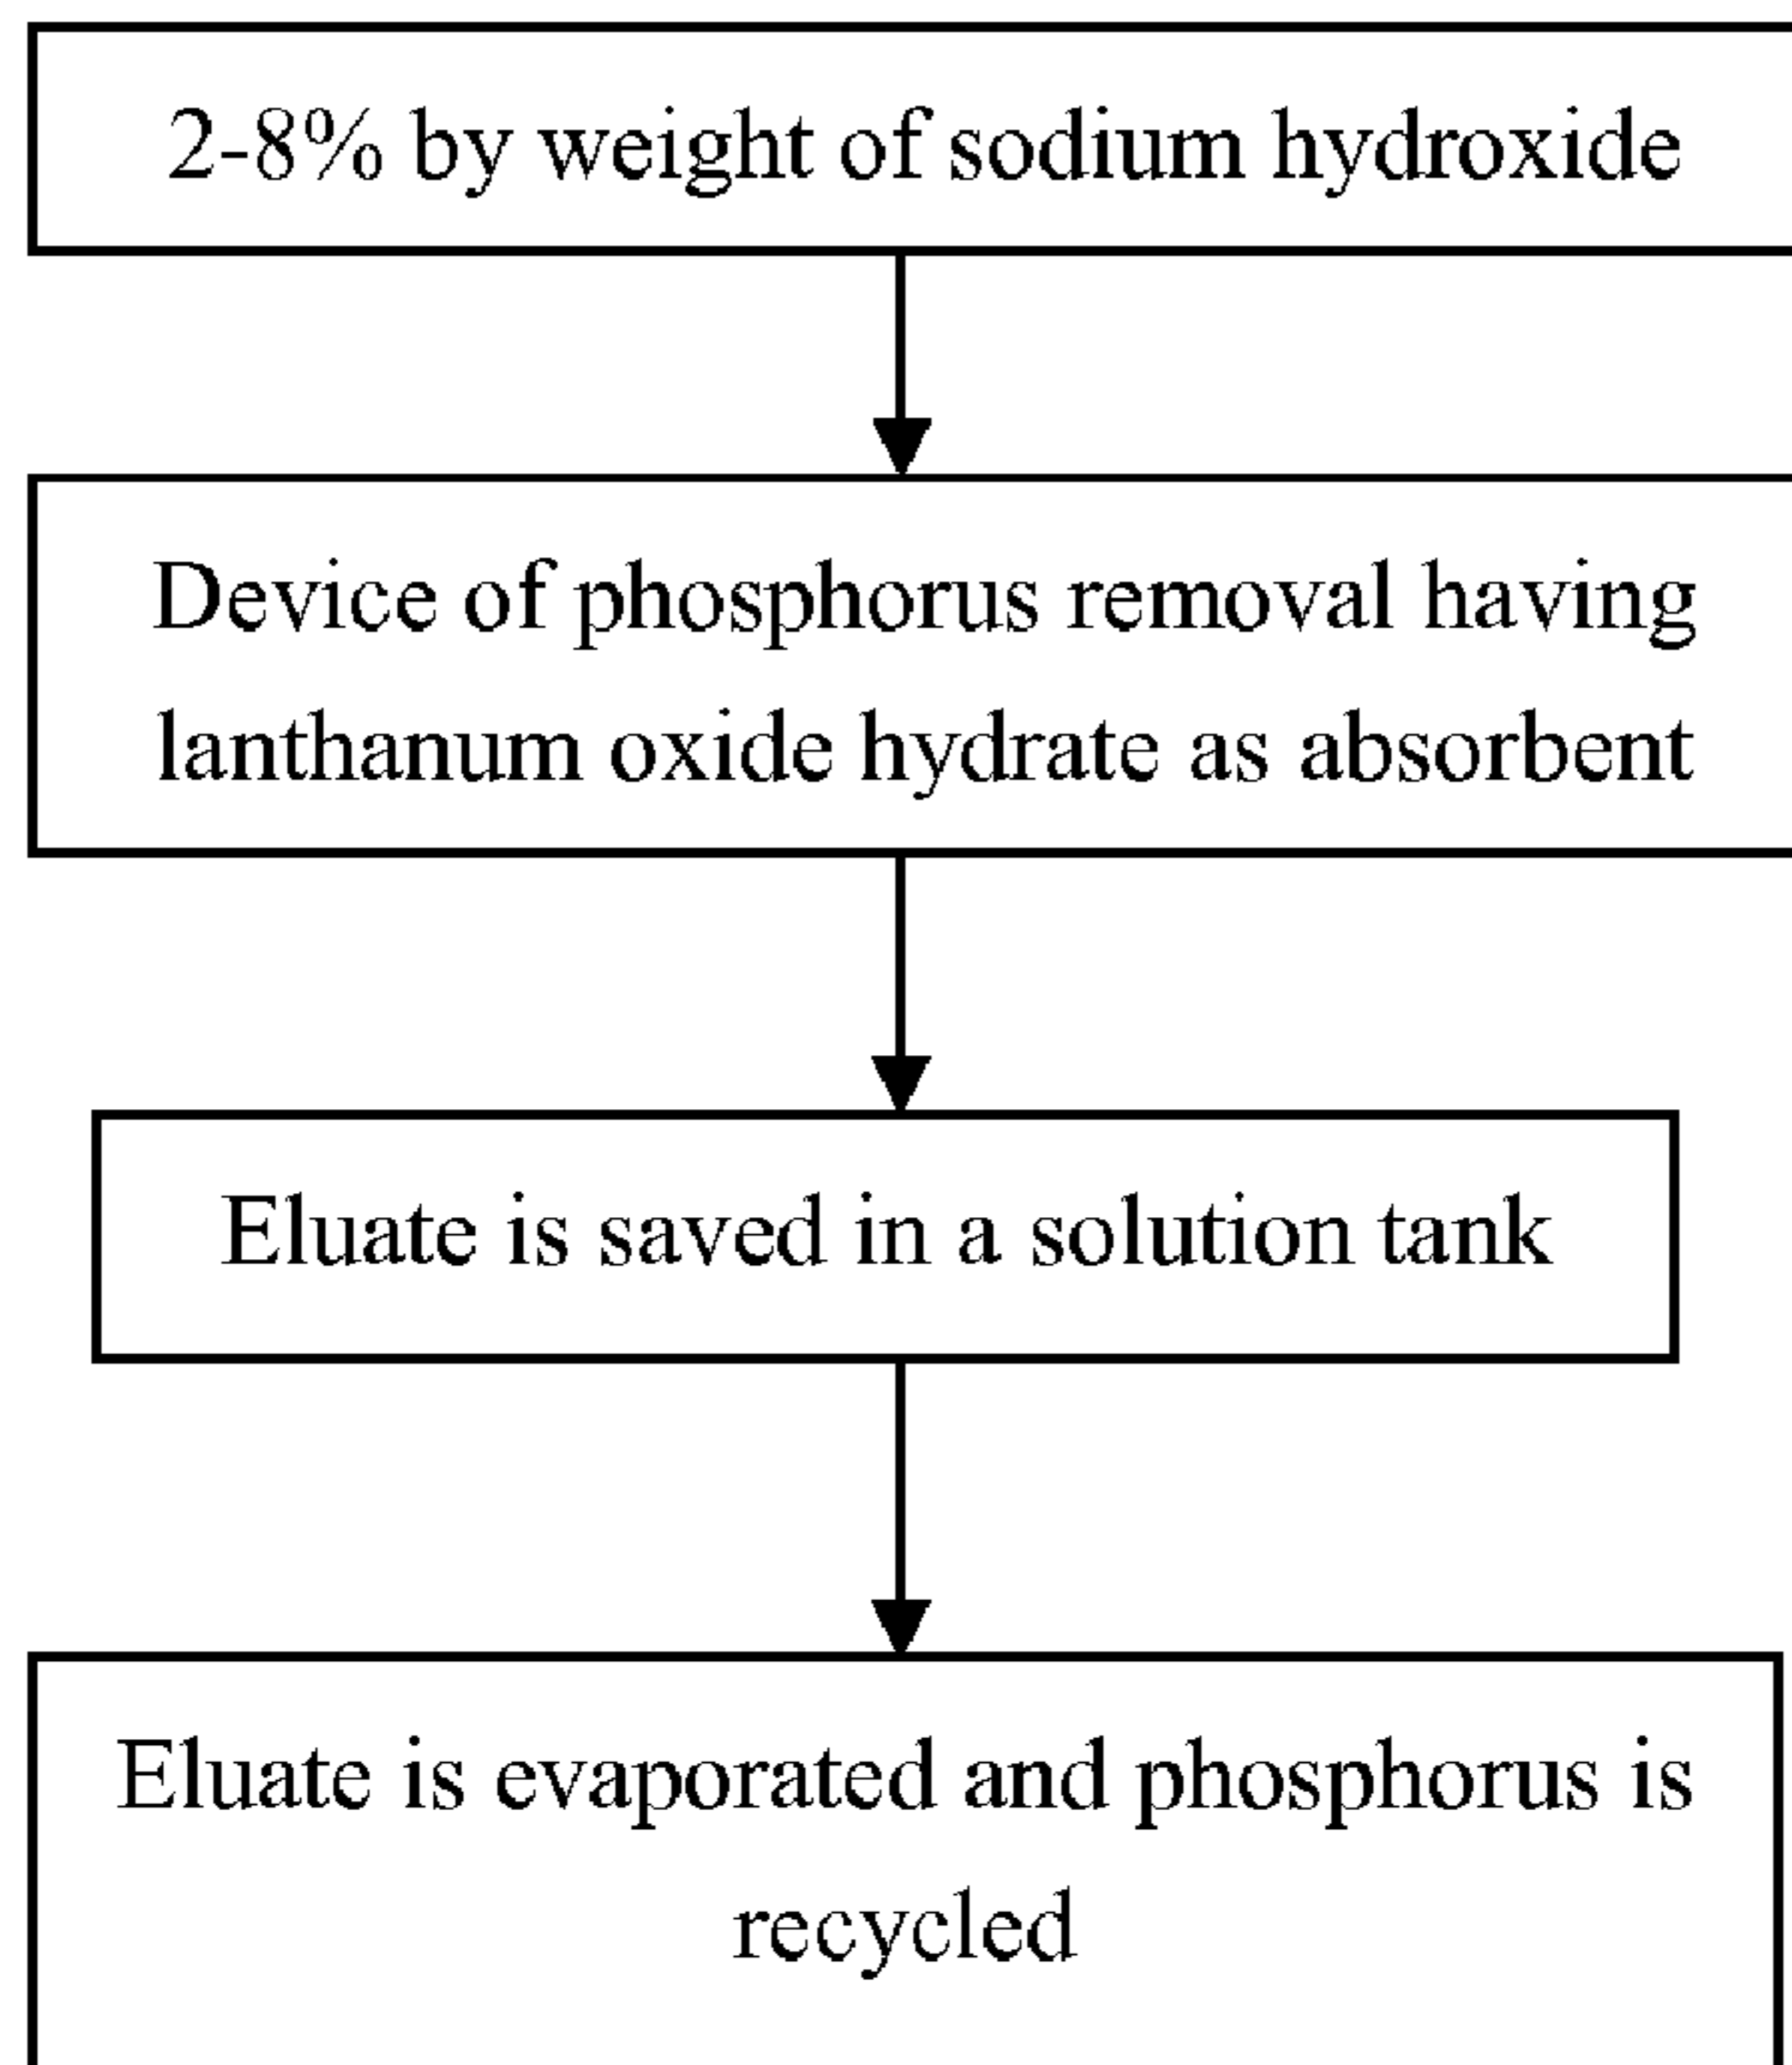 2-8% by weight of sodium hydroxide
Device of phosphorus removal having
lanthanum oxide hydrate as absorbent
Eluate is saved in a solution tank
Eluate is evaporated and phosphorus is
recycled